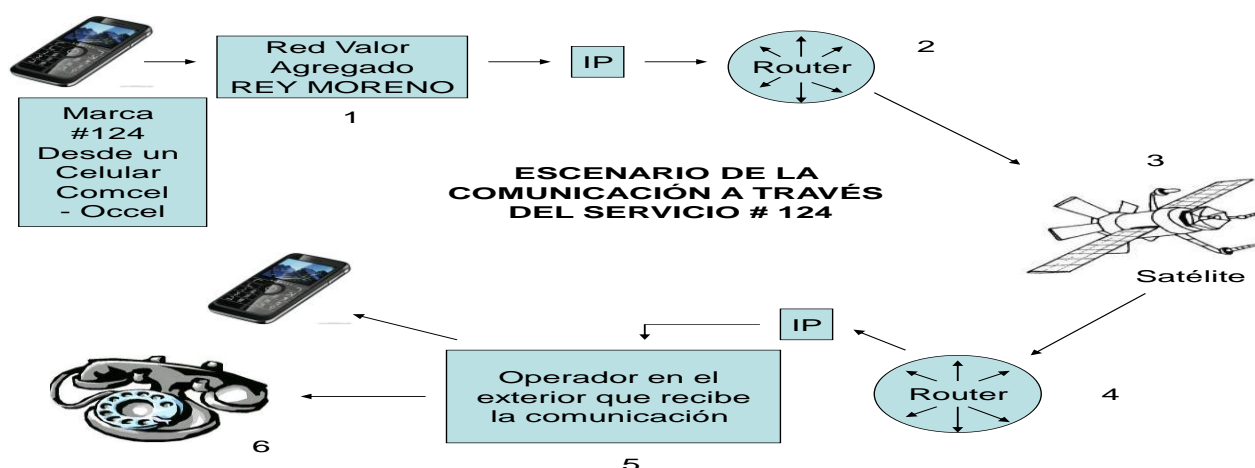 Red Valor
Agregado
REY MORENO
1
IP
Router
2
Marca
#124
Desde un
Celular
Comcel
- Occel
ESCENARIO DE LA
COMUNICACIÓN A TRAVÉS
DEL SERVICIO # 124
3
Satélite
IP
Router
4
Operador en el
exterior que recibe
la comunicación
5
6